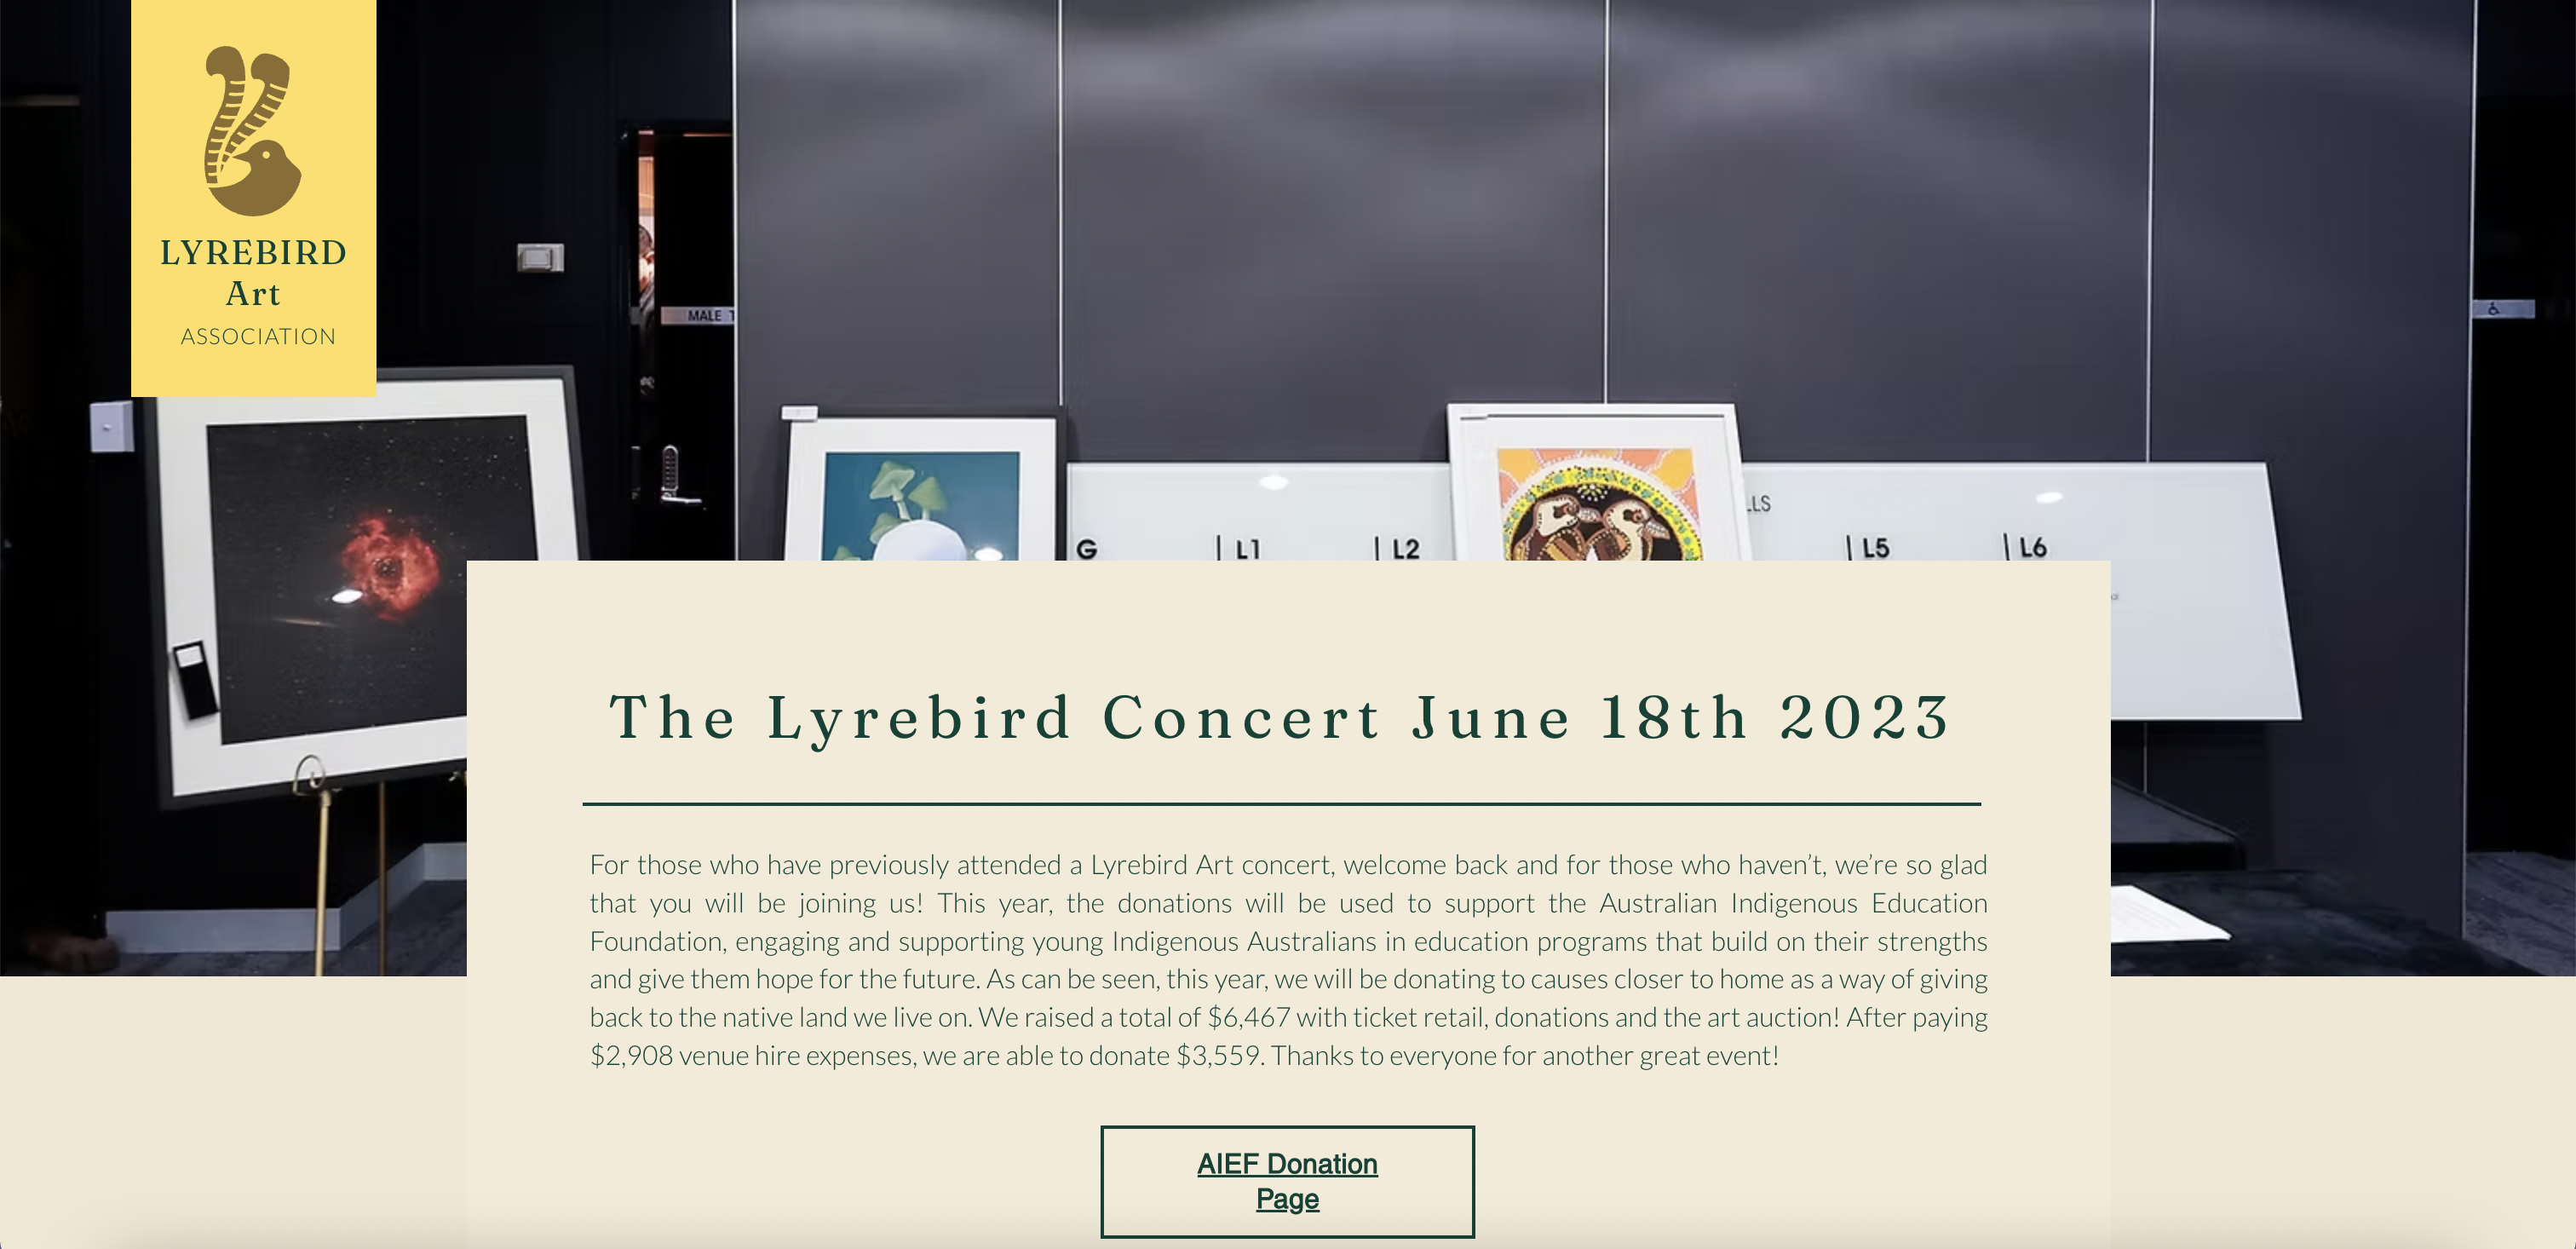 LYREBIRD
Art
ASSOCIATION
MALE T
LLS
G
L1
L2
L5
L6
The Lyrebird Concert June 18th 2023
For those who have previously attended a Lyrebird Art concert, welcome back and for those who haven’t, we’re so glad
that you will be joining us! This year, the donations will be used to support the Australian Indigenous Education
Foundation, engaging and supporting young Indigenous Australians in education programs that build on their strengths
and give them hope for the future. As can be seen, this year, we will be donating to causes closer to home as a way of giving
back to the native land we live on. We raised a total of $6,467 with ticket retail, donations and the art auction! After paying
$2,908 venue hire expenses, we are able to donate $3,559. Thanks to everyone for another great event!
AIEF Donation
Page